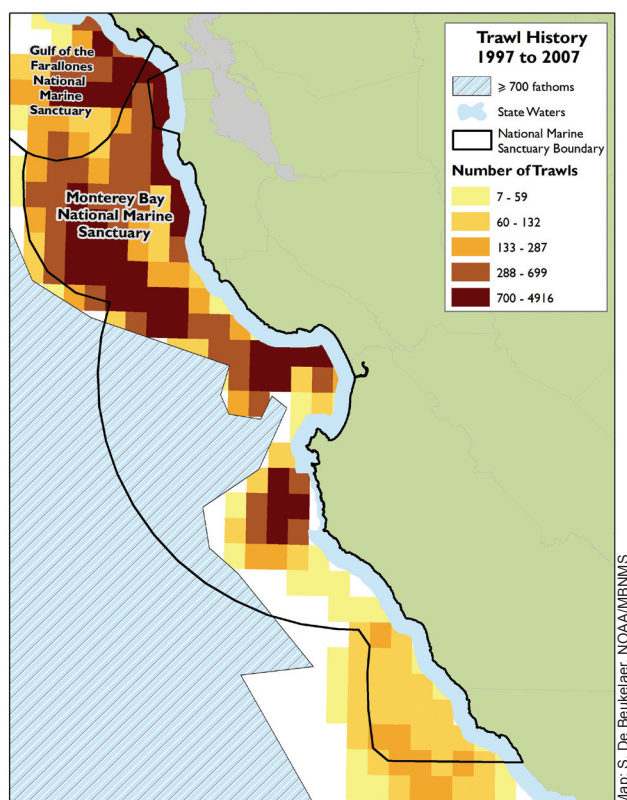 Gulf of the
Farallones
National
Marine
Sanctuary
Monterey Bay
National Marine
Sanctuary
Trawl History
1997 to 2007
≥ 700 fathoms
State Waters
National Marine
Sanctuary Boundary
Number of Trawls
7 - 59
60 - 132
133 - 287
288 - 699
700 - 4916
Map: S. De Beukelaer, NOAA/MBNMS